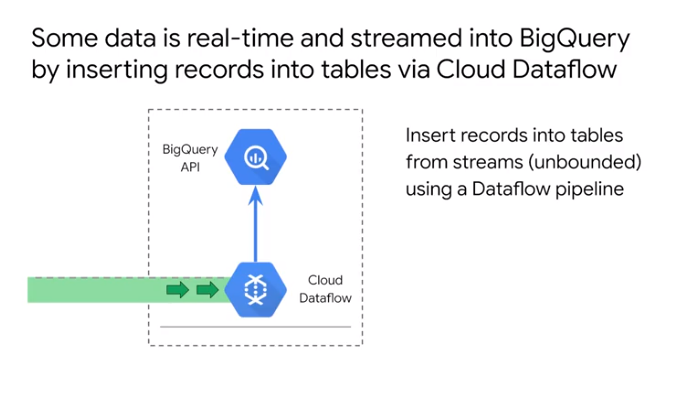 Some data is real-time and streamed into BigQuery
by inserting records into tables via Cloud Dataflow
BigQuery
API
Insert records into tables
from streams (unbounded)
using a Dataflow pipeline
Cloud
Dataflow